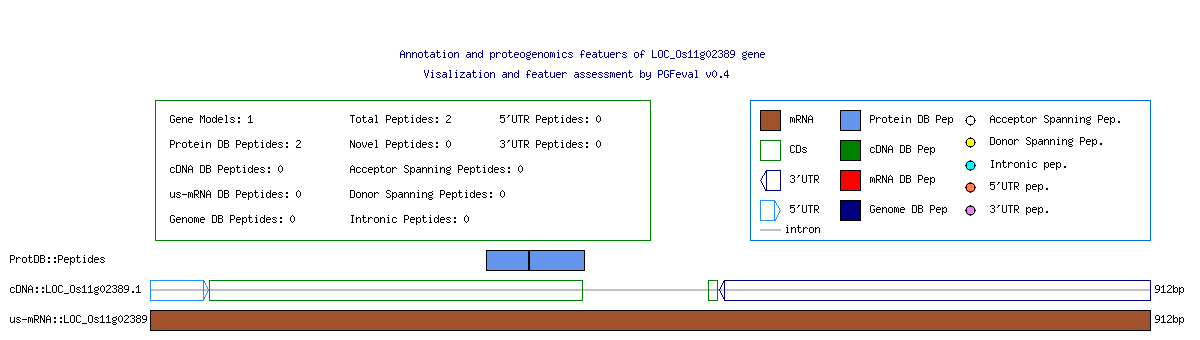 Annotation and proteogenomics featuers of LOC_Os11g02389 gene
Visalization and featuer assessment by PGFeval v0.4
Gene Models: 1
Total Peptides: 2
5'UTR Peptides: 0
Protein DB Peptides: 2
Novel Peptides: 0
3'UTR Peptides: 0
cDNA DB Peptides: 0
Acceptor Spanning Peptides: 0
us-mRNA DB Peptides: 0
Donor Spanning Peptides: 0
Genome DB Peptides: 0
Intronic Peptides: 0
mRNA
Protein DB Pep
Acceptor Spanning Pep.
CDs
cDNA DB Pep
Donor Spanning Pep.
Intronic pep.
3'UTR
mRNA DB Pep
5'UTR pep.
5'UTR
Genome DB Pep
3'UTR pep.
intron
ProtDB::Peptides
cDNA::LOC_Os11g02389.1
912bp
us-mRNA::LOC_Os11g02389
912bp